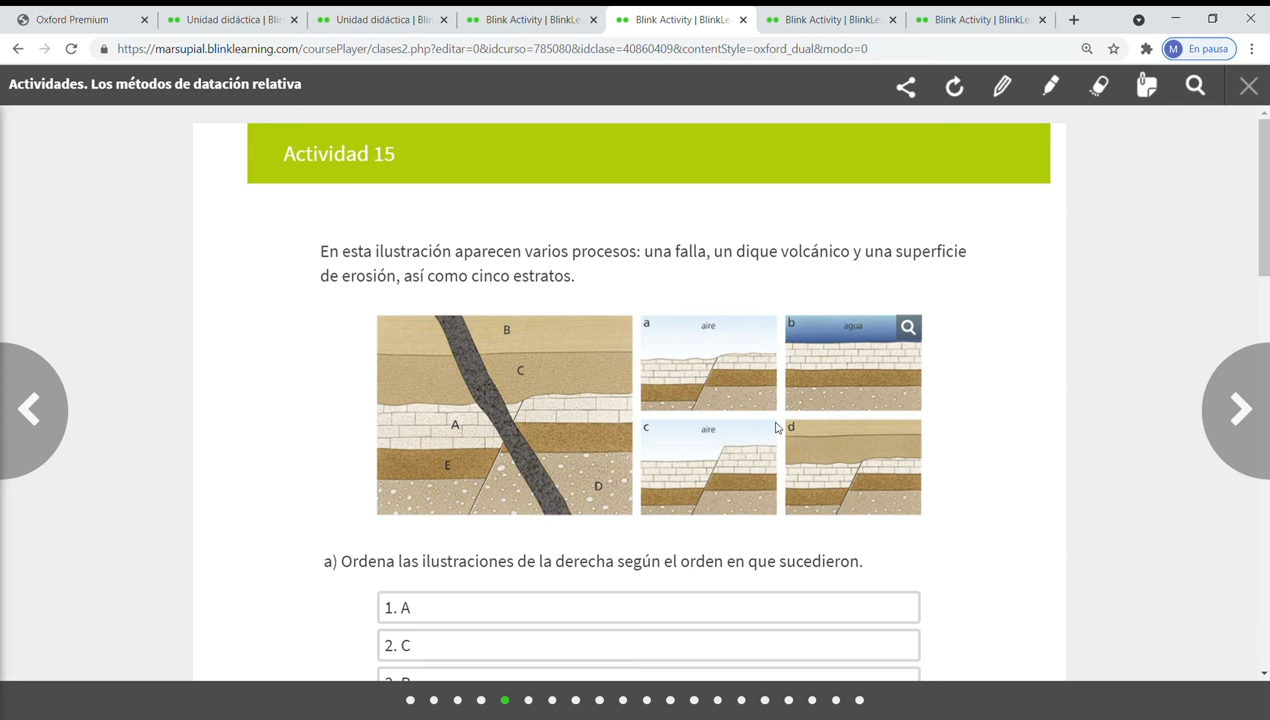 Oxford Premium
Unidad didáctica | Blin
Unidad didáctica | Blin
Blink Activity | BlinkLe
Blink Activity | BlinkLe
Blink Activity | BlinkLe
Blink Activity | BlinkLe
https://marsupial.blinklearning.com/coursePlayer/clases2.php?editar=0&idcurso=785080&idclase=40860409&contentStyle=oxford_dual&modo=0
M En pausa
Actividades. Los métodos de datación relativa
Actividad 15
En esta ilustración aparecen varios procesos: una falla, un dique volcánico y una superficie
de erosión, así como cinco estratos.
B
C
A
E
D
a aire
b agua
c aire
d
a) Ordena las ilustraciones de la derecha según el orden en que sucedieron.
1. A
2. C